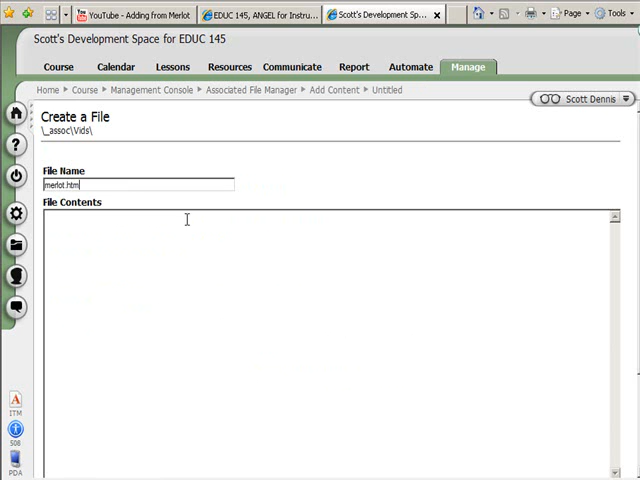 YouTube - Adding from Merlot
EDUC 145, ANGEL for Instru...
Scott's Development Spa...
Page
Tools
Scott's Development Space for EDUC 145
Course Calendar Lessons Resources Communicate Report Automate Manage
Home Course Management Console Associated File Manager Add Content Untitled
Scott Dennis
Create a File
\_assoc\Vids\
File Name
merlot.htm
File Contents
ITM
508
PDA